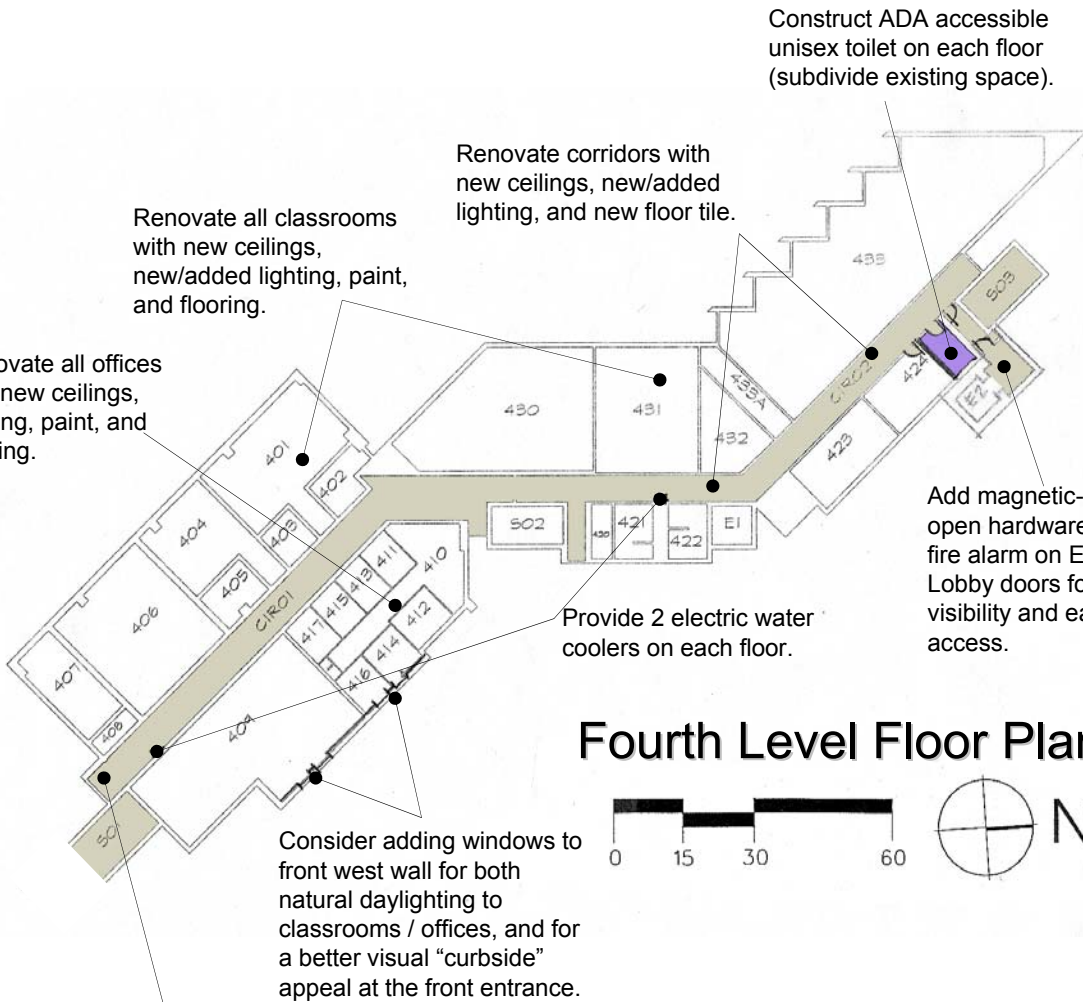 Construct ADA accessible
unisex toilet on each floor
(subdivide existing space).
Renovate corridors with
new ceilings, new/added
lighting, and new floor tile.
Renovate all classrooms
with new ceilings,
new/added lighting, paint,
and flooring.
ovate all offices
new ceilings,
ng, paint, and
ing.
433
S03
CIR02
424
E2
423
433A
432
431
430
401
402
403
404
405
406
407
408
CIR01
S02
421
422
E1
410
411
413
415
417
412
414
416
409
S01
Add magnetic-
open hardware
fire alarm on E
Lobby doors fo
visibility and ea
access.
Provide 2 electric water
coolers on each floor.
Fourth Level Floor Plan
0 15 30 60
N
Consider adding windows to
front west wall for both
natural daylighting to
classrooms / offices, and for
a better visual “curbside”
appeal at the front entrance.